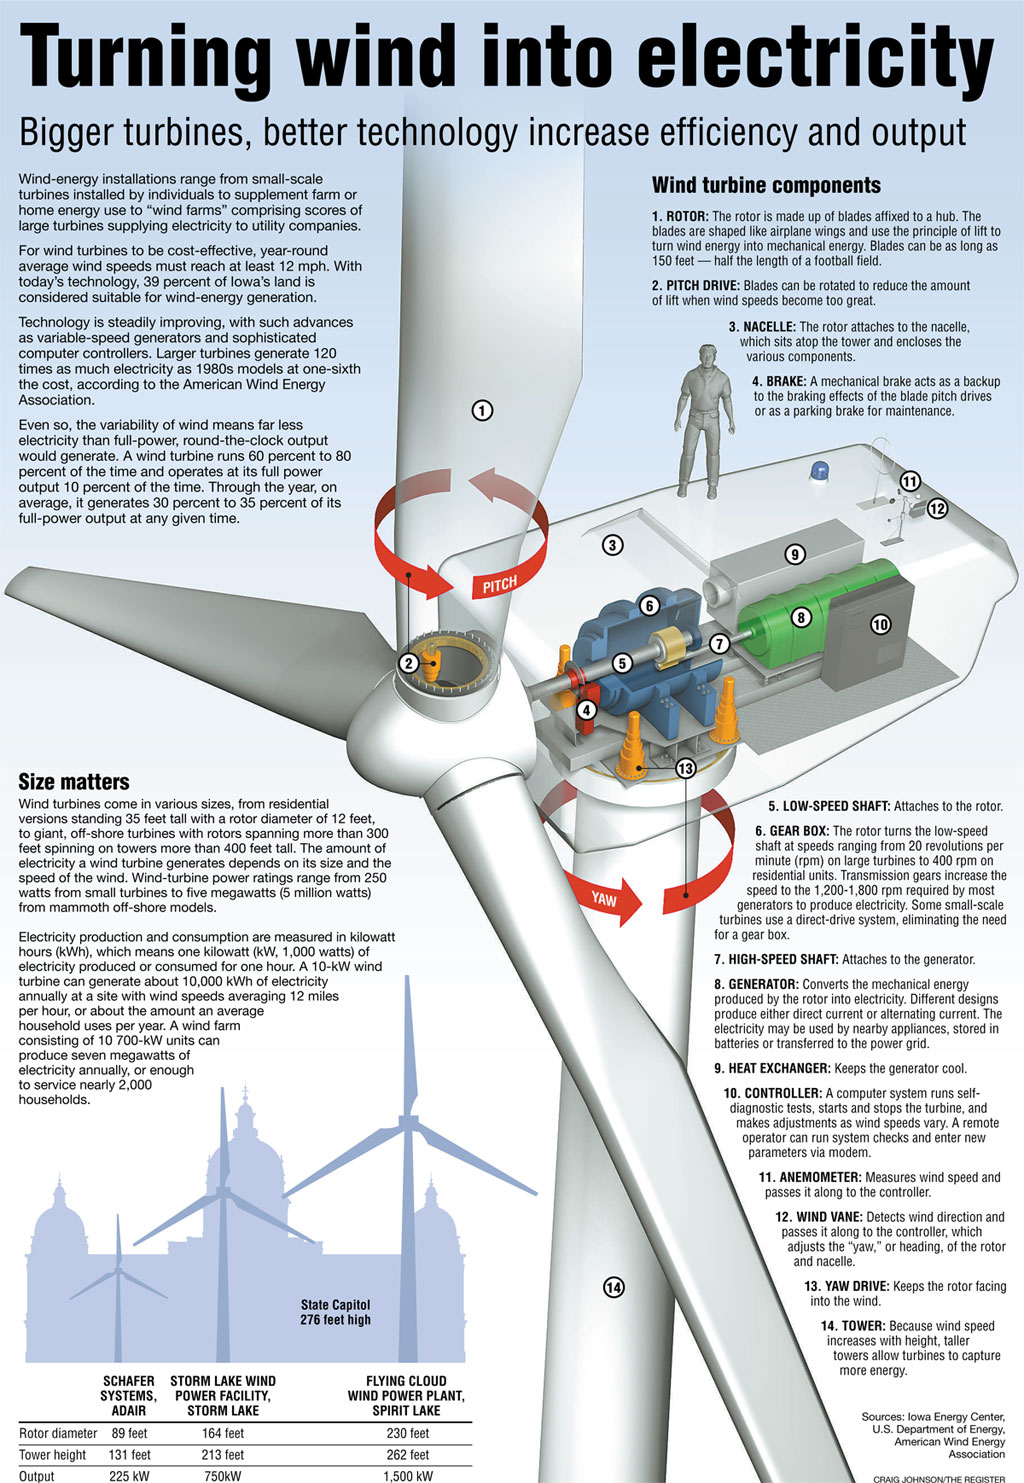 Turning wind into electricity
Bigger turbines, better technology increase efficiency and output
Wind-energy installations range from small-scale
turbines installed by individuals to supplement farm or
home energy use to “wind farms” comprising scores of
large turbines supplying electricity to utility companies.
For wind turbines to be cost-effective, year-round
average wind speeds must reach at least 12 mph. With
today’s technology, 39 percent of Iowa’s land is
considered suitable for wind-energy generation.
Technology is steadily improving, with such advances
as variable-speed generators and sophisticated
computer controllers. Larger turbines generate 120
times as much electricity as 1980s models at one-sixth
the cost, according to the American Wind Energy
Association.
Even so, the variability of wind means far less
electricity than full-power, round-the-clock output
would generate. A wind turbine runs 60 percent to 80
percent of the time and operates at its full power
output 10 percent of the time. Through the year, on
average, it generates 30 percent to 35 percent of its
full-power output at any given time.
Wind turbine components
1. ROTOR: The rotor is made up of blades affixed to a hub. The
blades are shaped like airplane wings and use the principle of lift to
turn wind energy into mechanical energy. Blades can be as long as
150 feet — half the length of a football field.
2. PITCH DRIVE: Blades can be rotated to reduce the amount
of lift when wind speeds become too great.
3. NACELLE: The rotor attaches to the nacelle,
which sits atop the tower and encloses the
various components.
4. BRAKE: A mechanical brake acts as a backup
to the braking effects of the blade pitch drives
or as a parking brake for maintenance.
1
11
12
3
9
PITCH
6
8
10
7
2
5
4
13
YAW
14
Size matters
Wind turbines come in various sizes, from residential
versions standing 35 feet tall with a rotor diameter of 12 feet,
to giant, off-shore turbines with rotors spanning more than 300
feet spinning on towers more than 400 feet tall. The amount of
electricity a wind turbine generates depends on its size and the
speed of the wind. Wind-turbine power ratings range from 250
watts from small turbines to five megawatts (5 million watts)
from mammoth off-shore models.
Electricity production and consumption are measured in kilowatt
hours (kWh), which means one kilowatt (kW, 1,000 watts) of
electricity produced or consumed for one hour. A 10-kW wind
turbine can generate about 10,000 kWh of electricity
annually at a site with wind speeds averaging 12 miles
per hour, or about the amount an average
household uses per year. A wind farm
consisting of 10 700-kW units can
produce seven megawatts of
electricity annually, or enough
to service nearly 2,000
households.
5. LOW-SPEED SHAFT: Attaches to the rotor.
6. GEAR BOX: The rotor turns the low-speed
shaft at speeds ranging from 20 revolutions per
minute (rpm) on large turbines to 400 rpm on
residential units. Transmission gears increase the
speed to the 1,200-1,800 rpm required by most
generators to produce electricity. Some small-scale
turbines use a direct-drive system, eliminating the need
for a gear box.
7. HIGH-SPEED SHAFT: Attaches to the generator.
8. GENERATOR: Converts the mechanical energy
produced by the rotor into electricity. Different designs
produce either direct current or alternating current. The
electricity may be used by nearby appliances, stored in
batteries or transferred to the power grid.
9. HEAT EXCHANGER: Keeps the generator cool.
10. CONTROLLER: A computer system runs self-
diagnostic tests, starts and stops the turbine, and
makes adjustments as wind speeds vary. A remote
operator can run system checks and enter new
parameters via modem.
11. ANEMOMETER: Measures wind speed and
passes it along to the controller.
12. WIND VANE: Detects wind direction and
passes it along to the controller, which
adjusts the “yaw,” or heading, of the rotor
and nacelle.
13. YAW DRIVE: Keeps the rotor facing
into the wind.
14. TOWER: Because wind speed
increases with height, taller
towers allow turbines to capture
more energy.
State Capitol
276 feet high
SCHAFER STORM LAKE WIND FLYING CLOUD
SYSTEMS, POWER FACILITY, WIND POWER PLANT,
ADAIR STORM LAKE SPIRIT LAKE
Rotor diameter 89 feet 164 feet 230 feet
Tower height 131 feet 213 feet 262 feet
Output 225 kW 750kW 1,500 kW
Sources: Iowa Energy Center,
U.S. Department of Energy,
American Wind Energy
Association
CRAIG JOHNSON/THE REGISTER